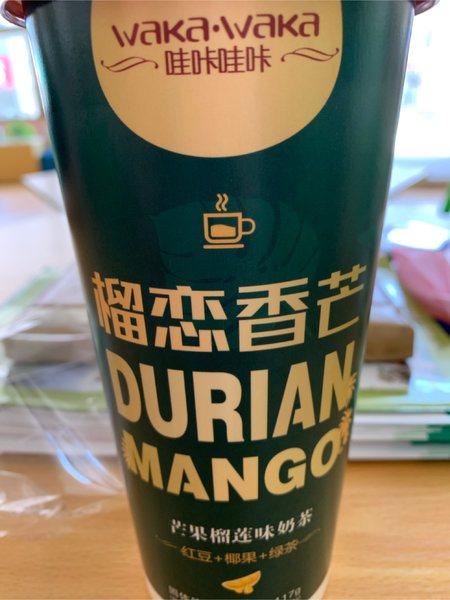 waka·waka
哇咔哇咔
榴恋香芒
DURIAN
MANGO
芒果榴莲味奶茶
红豆+椰果+绿茶
117g